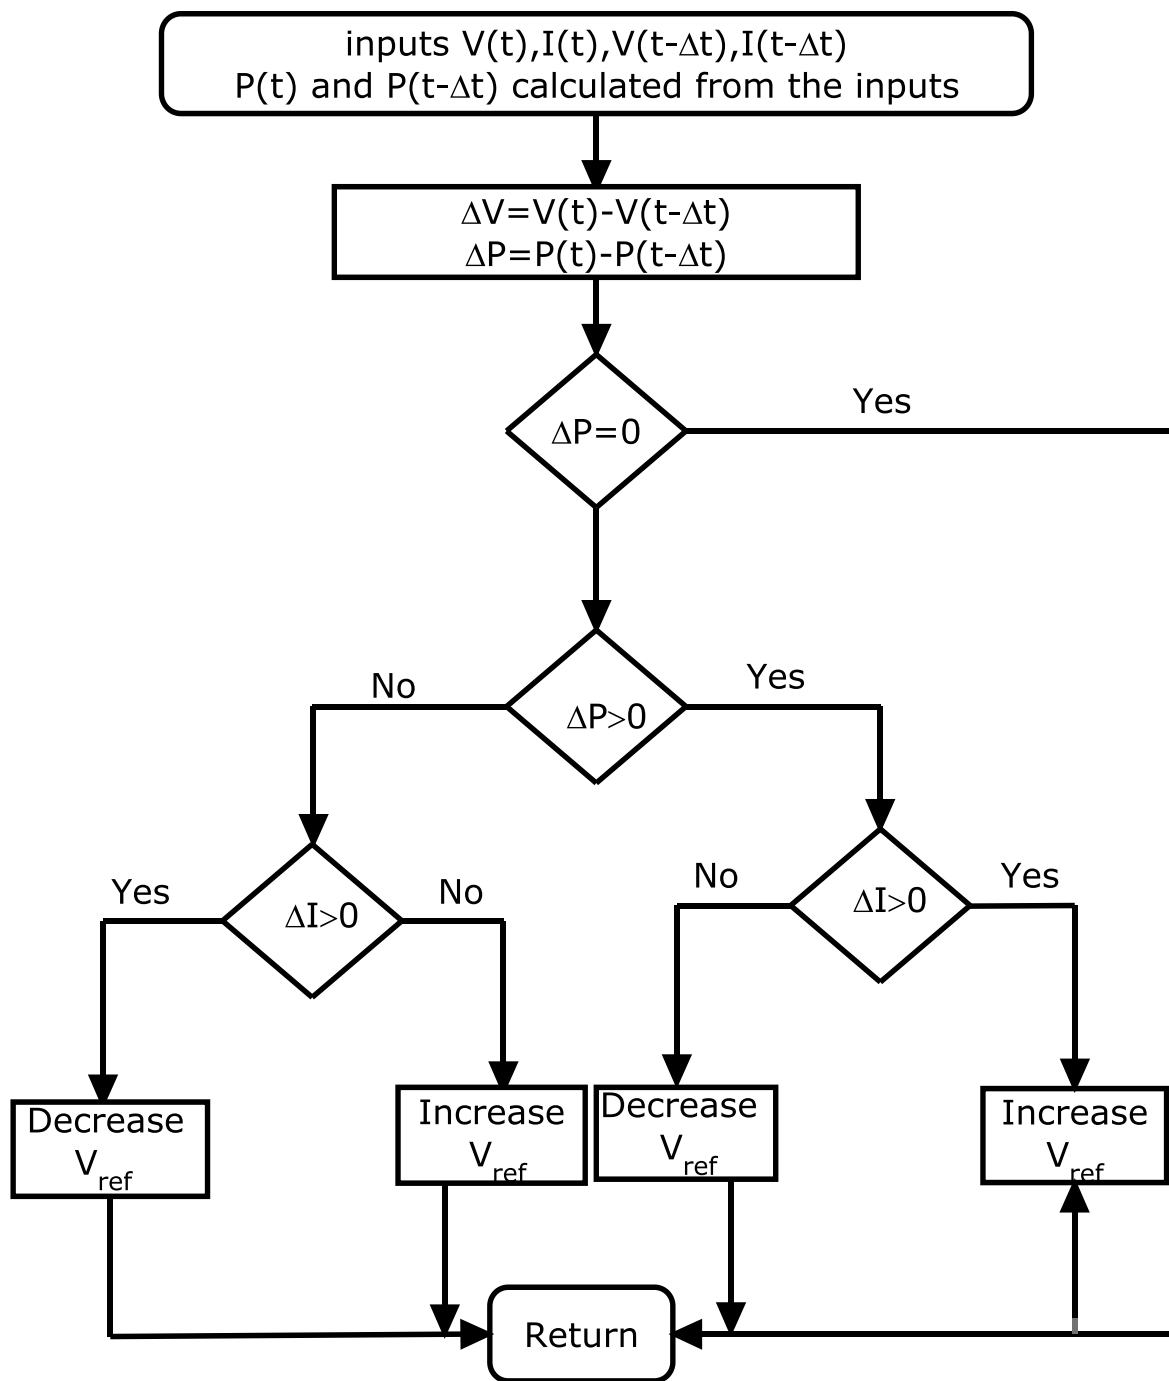 inputs V(t),I(t),V(t-Δt),I(t-Δt)
P(t) and P(t-Δt) calculated from the inputs
ΔV=V(t)-V(t-Δt)
ΔP=P(t)-P(t-Δt)
Yes
ΔP=0
No
Yes
ΔP>0
Yes
No
ΔI>0
No
Yes
ΔI>0
Decrease
Vref
Increase
Vref
Decrease
Vref
Increase
Vref
Return